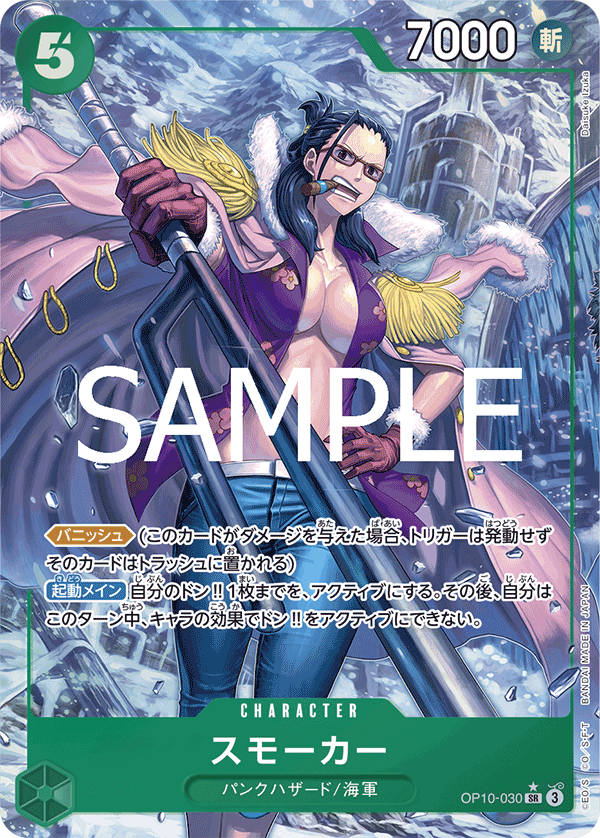 5
7000
斬
Daisuke Izuka
SAMPLE
バニッシュ (このカードがダメージを与えた場合、トリガーは発動せず
そのカードはトラッシュに置かれる)
起動メイン 自分のドン!!1枚までを、アクティブにする。その後、自分は
このターン中、キャラの効果でドン!!をアクティブにできない。
BANDAI MADE IN JAPAN
©E.O/S ©O/S･F･T
CHARACTER
スモーカー
パンクハザード/海軍
OP10-030 SR 3